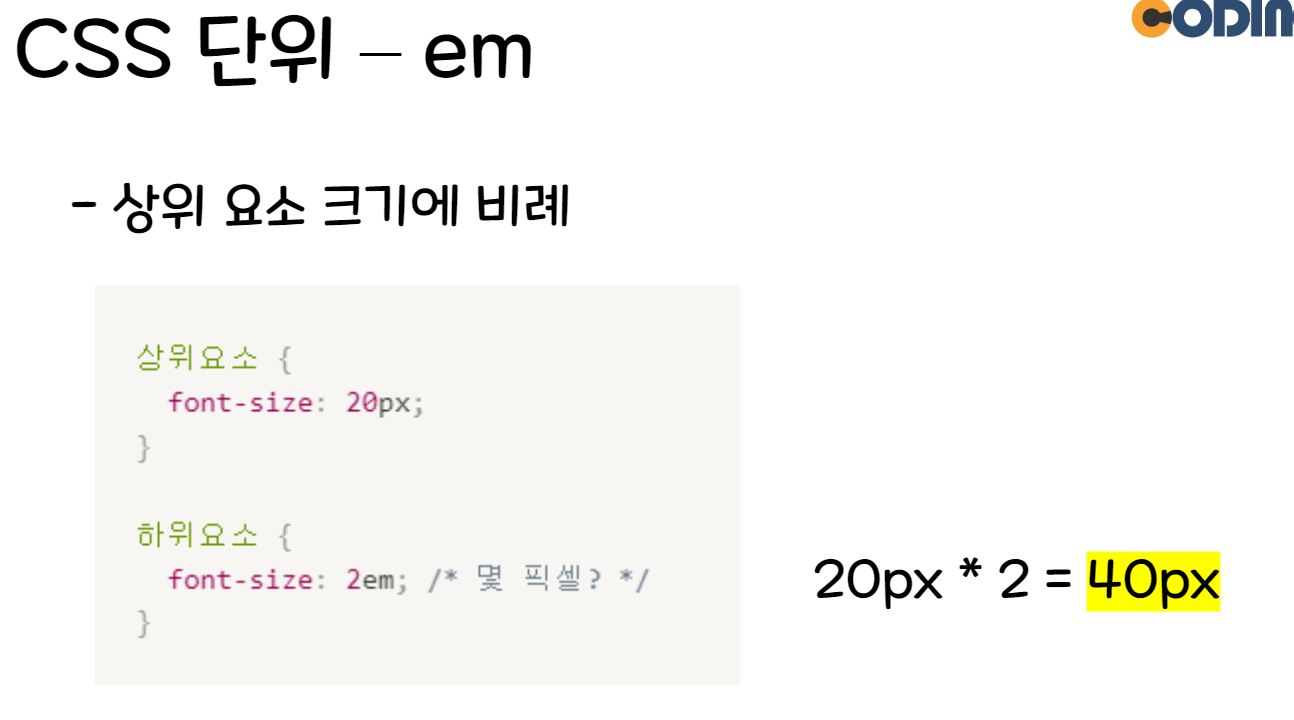 CODIN
CSS 단위 – em
- 상위 요소 크기에 비례
상위요소 {
font-size: 20px;
}
하위요소 {
font-size: 2em; /* 몇 픽셀? */
}
20px * 2 = 40px